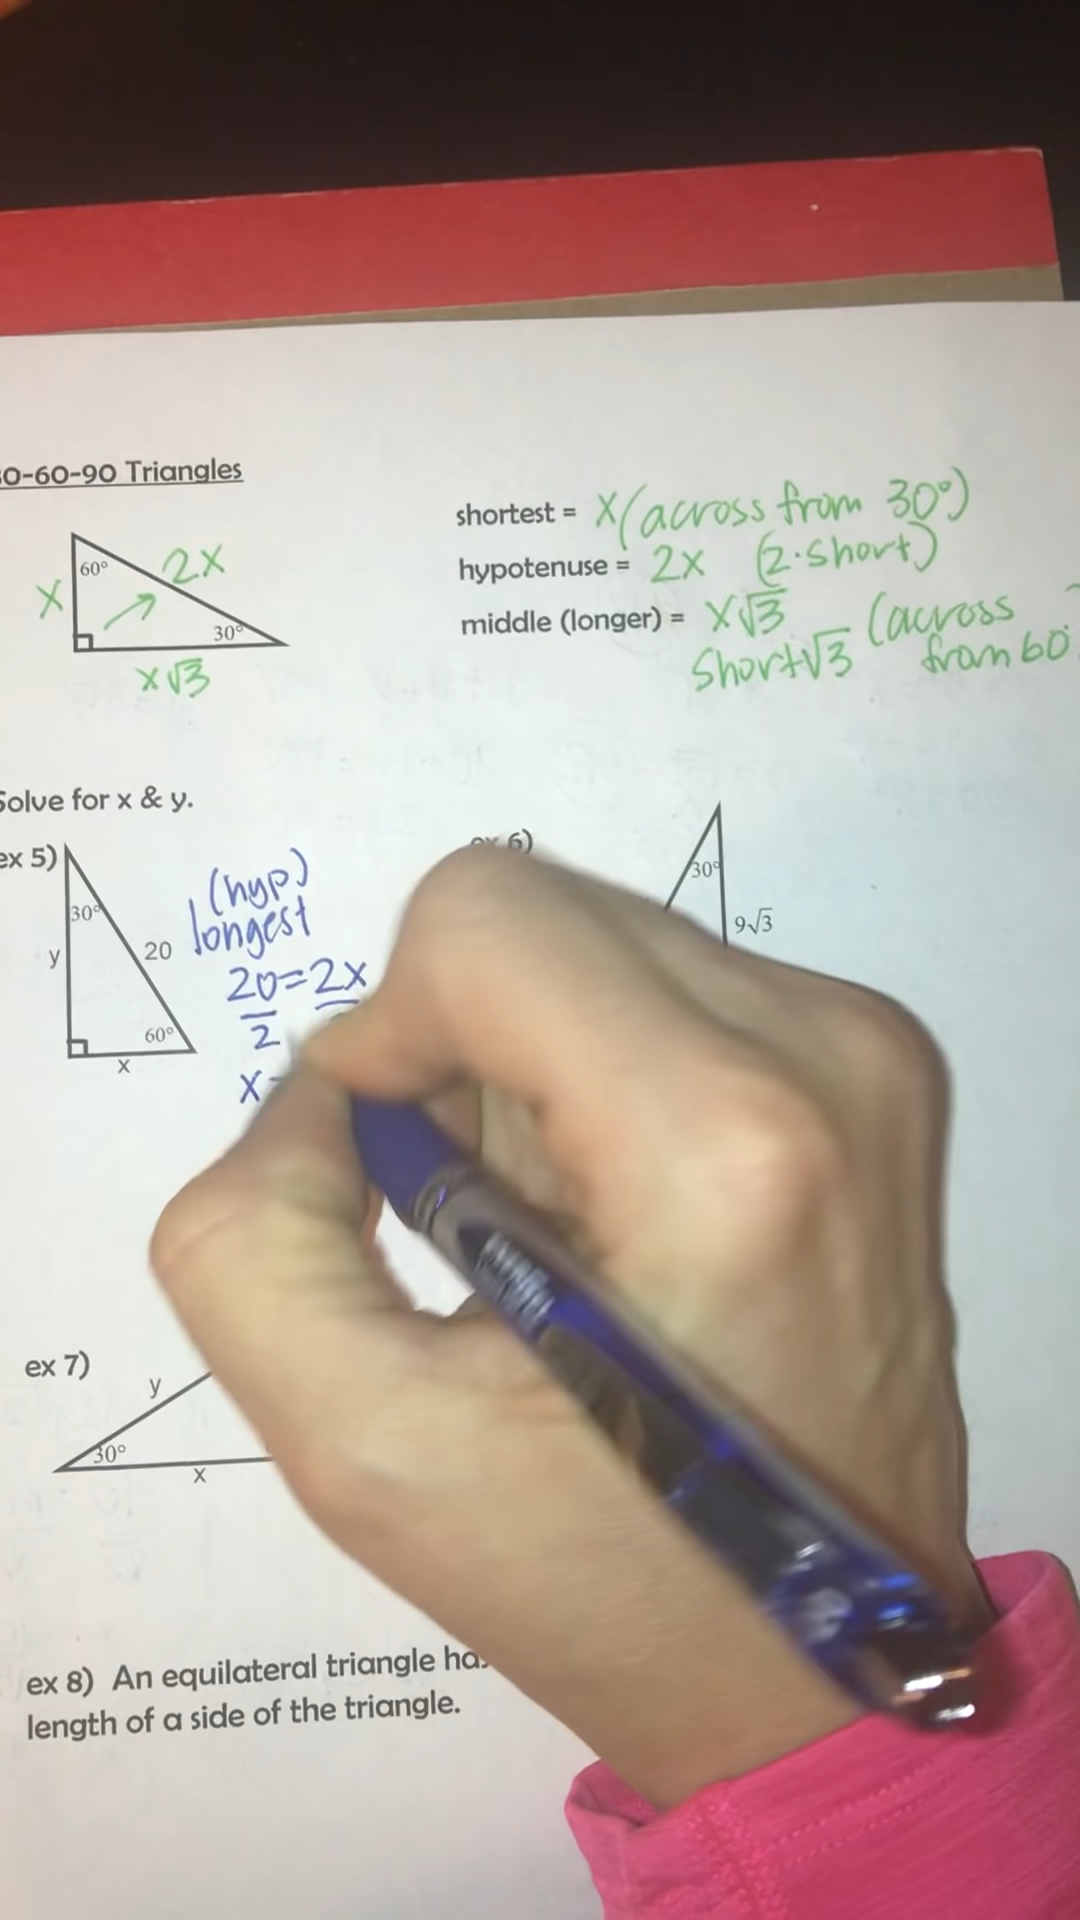 0-60-90 Triangles
shortest = x (across from 30°)
hypotenuse = 2x (2·short)
middle (longer) = x√3 (across
short√3 from 60
60°
2x
x
30°
x√3
Solve for x & y.
ex 5)
30°
y
20
60°
x
(hyp)
longest
20=2x
2
x
6)
30°
9√3
ex 7)
y
30°
x
ex 8) An equilateral triangle
length of a side of the triangle.